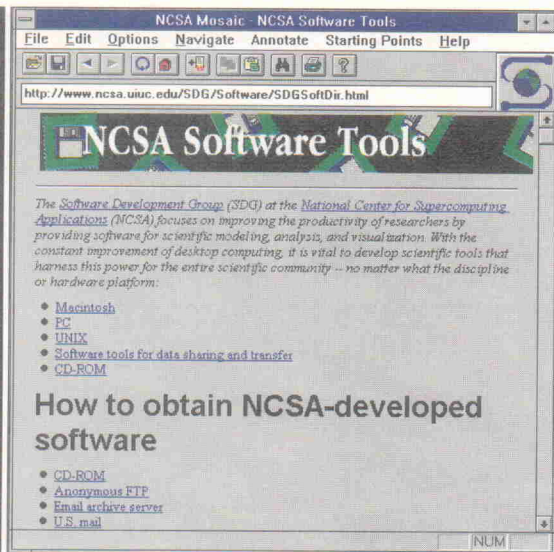 NCSA Mosaic - NCSA Software Tools
File Edit Options Navigate Annotate Starting Points Help
http://www.ncsa.uiuc.edu/SDG/Software/SDGSoftDir.html
NCSA Software Tools
The Software Development Group (SDG) at the National Center for Supercomputing
Applications (NCSA) focuses on improving the productivity of researchers by
providing software for scientific modeling, analysis, and visualization. With the
constant improvement of desktop computing, it is vital to develop scientific tools that
harness this power for the entire scientific community -- no matter what the discipline
or hardware platform:
Macintosh
PC
UNIX
Software tools for data sharing and transfer
CD-ROM
How to obtain NCSA-developed
software
CD-ROM
Anonymous FTP
Email archive server
U.S. mail
NUM